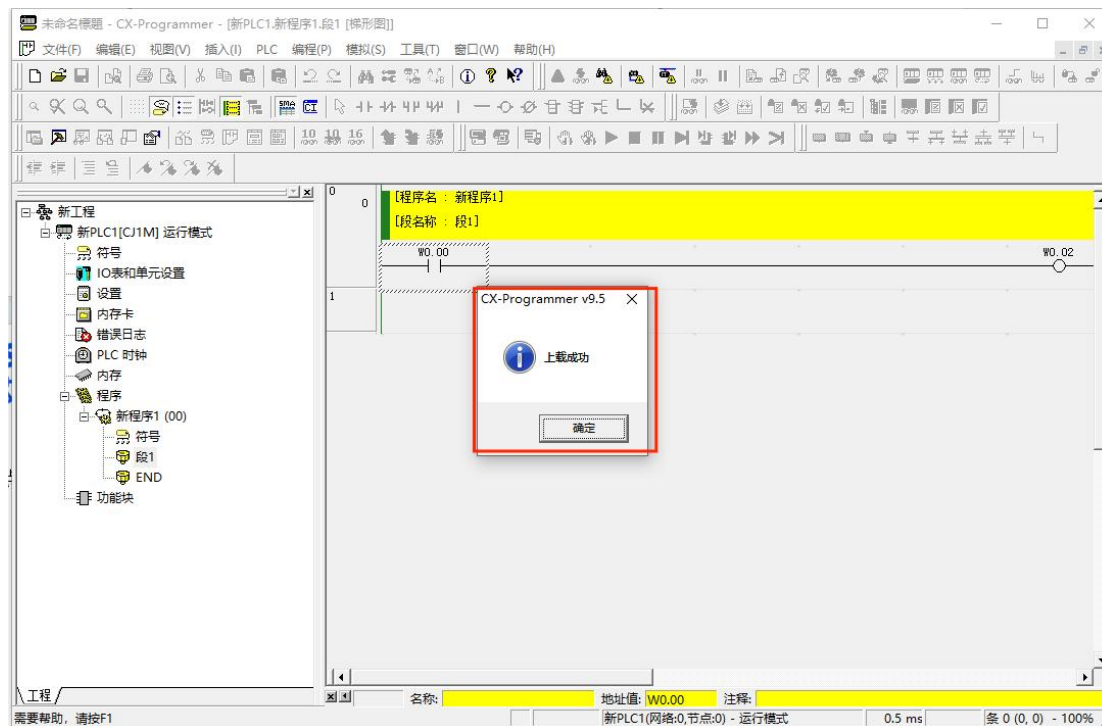 未命名標題 - CX-Programmer - [新PLC1.新程序1.段1 [梯形图]]
文件(F) 编辑(E) 视图(V) 插入(I) PLC 编程(P) 模拟(S) 工具(T) 窗口(W) 帮助(H)
SMA CI
10 10 16
新工程
新PLC1[CJ1M] 运行模式
符号
IO表和单元设置
设置
内存卡
错误日志
PLC 时钟
内存
程序
新程序1 (00)
符号
段1
END
功能块
工程
0 0 [程序名 : 新程序1]
[段名称 : 段1]
W0.00 W0.02
1
CX-Programmer v9.5
上载成功
确定
名称: 地址值: W0.00 注释:
需要帮助, 请按F1 新PLC1(网络:0,节点:0) - 运行模式 0.5 ms 条 0 (0, 0) - 100%